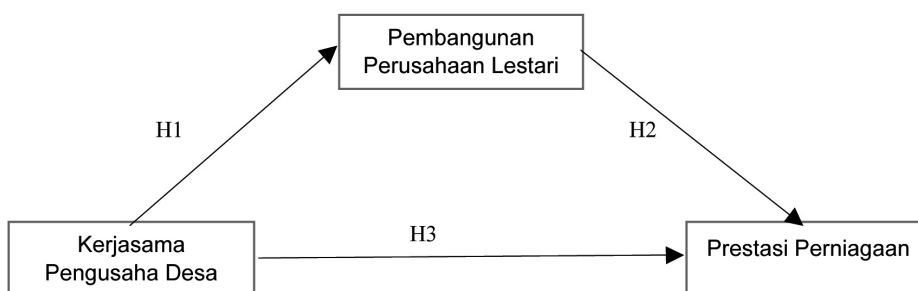 Pembangunan
Perusahaan Lestari
H1
H2
H3
Kerjasama
Pengusaha Desa
Prestasi Perniagaan